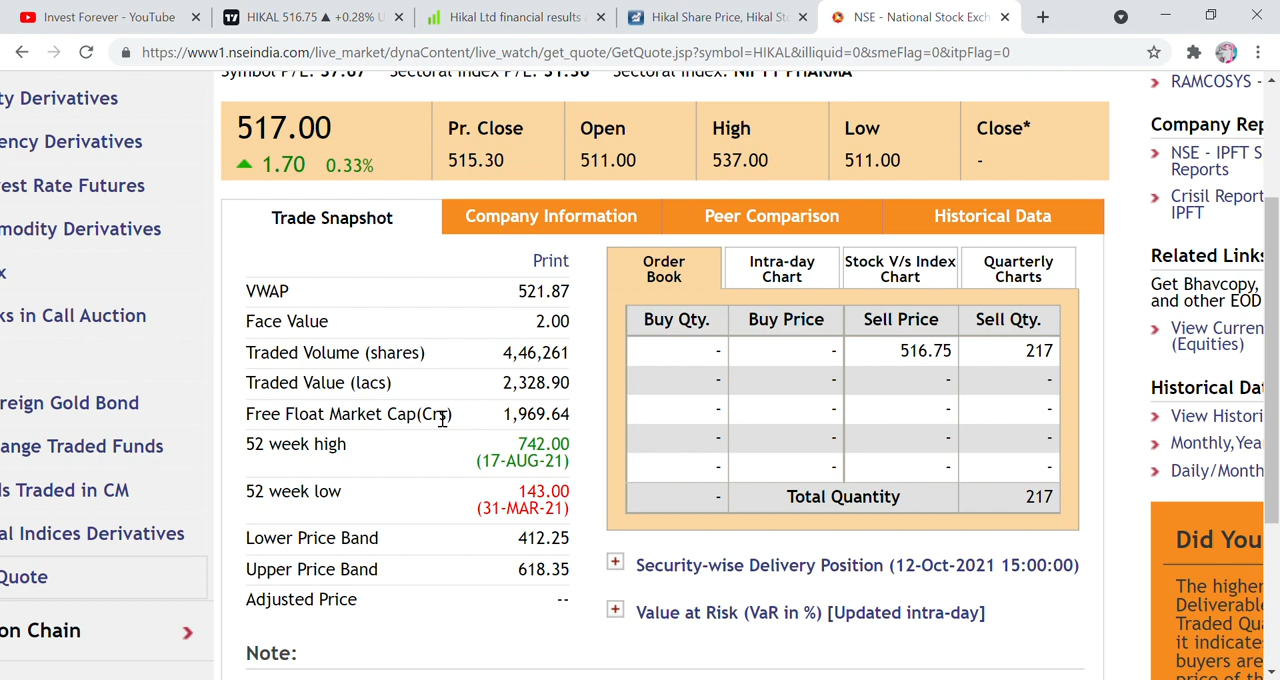 Invest Forever - YouTube
HIKAL 516.75 ▲ +0.28%
Hikal Ltd financial results
Hikal Share Price, Hikal
NSE - National Stock Exch
https://www1.nseindia.com/live_market/dynaContent/live_watch/get_quote/GetQuote.jsp?symbol=HIKAL&illiquid=0&smeFlag=0&itpFlag=0
Symbol P/E: Sectoral Index P/E: Sectoral Index: NIFTY PHARMA
ty Derivatives
ency Derivatives
rest Rate Futures
modity Derivatives
x
ks in Call Auction
reign Gold Bond
ange Traded Funds
ds Traded in CM
al Indices Derivatives
Quote
on Chain
517.00
▲ 1.70 0.33%
Pr. Close Open High Low Close*
515.30 511.00 537.00 511.00 -
Trade Snapshot Company Information Peer Comparison Historical Data
Print
VWAP 521.87
Face Value 2.00
Traded Volume (shares) 4,46,261
Traded Value (lacs) 2,328.90
Free Float Market Cap(Crs) 1,969.64
52 week high 742.00
(17-AUG-21)
52 week low 143.00
(31-MAR-21)
Lower Price Band 412.25
Upper Price Band 618.35
Adjusted Price --
Note:
Order
Book
Intra-day
Chart
Stock V/s Index
Chart
Quarterly
Charts
Buy Qty. Buy Price Sell Price Sell Qty.
- - 516.75 217
- - - -
- - - -
- - - -
- - - -
- Total Quantity 217
+ Security-wise Delivery Position (12-Oct-2021 15:00:00)
+ Value at Risk (VaR in %) [Updated intra-day]
RAMCOSYS -
Company Rep
NSE - IPFT S
Reports
Crisil Report
IPFT
Related Links
Get Bhavcopy,
and other EOD
View Curren
(Equities)
Historical Dat
View Histori
Monthly,Yea
Daily/Month
Did You
The higher
Deliverabl
Traded Qu
it indicate
buyers are
price of th